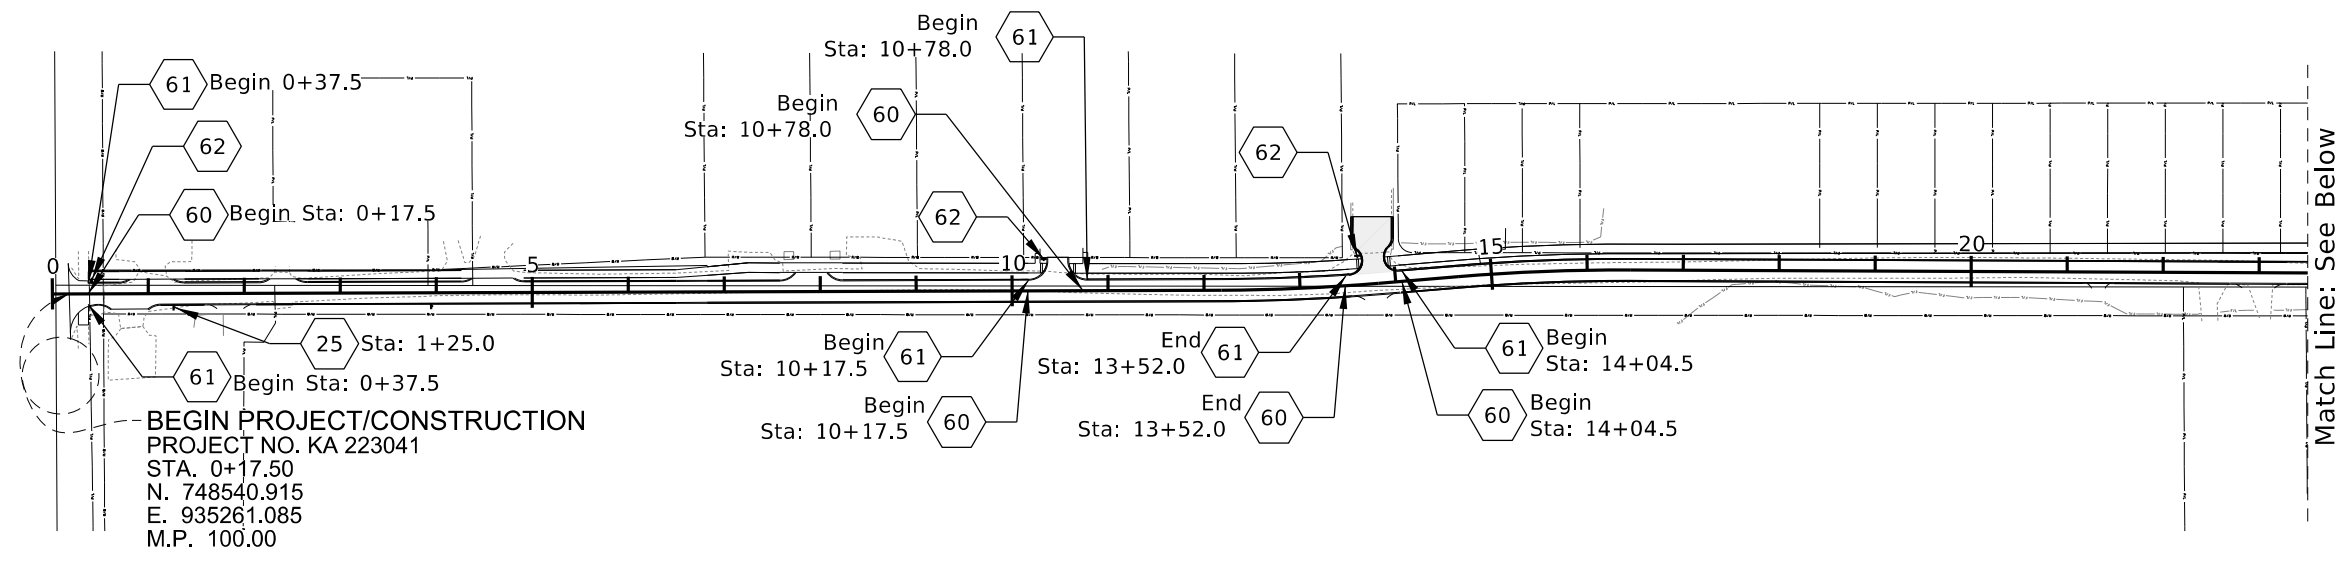 Begin
Sta: 10+78.0
61
61
Begin 0+37.5
Begin
Sta: 10+78.0
60
62
62
60
Begin Sta: 0+17.5
62
0
5
10
15
20
25
Sta: 1+25.0
61
Begin Sta: 0+37.5
Begin
Sta: 10+17.5
61
End
Sta: 13+52.0
61
61
Begin
Sta: 14+04.5
Begin
Sta: 10+17.5
60
End
Sta: 13+52.0
60
60
Begin
Sta: 14+04.5
BEGIN PROJECT/CONSTRUCTION
PROJECT NO. KA 223041
STA. 0+17.50
N. 748540.915
E. 935261.085
M.P. 100.00
Match Line: See Below